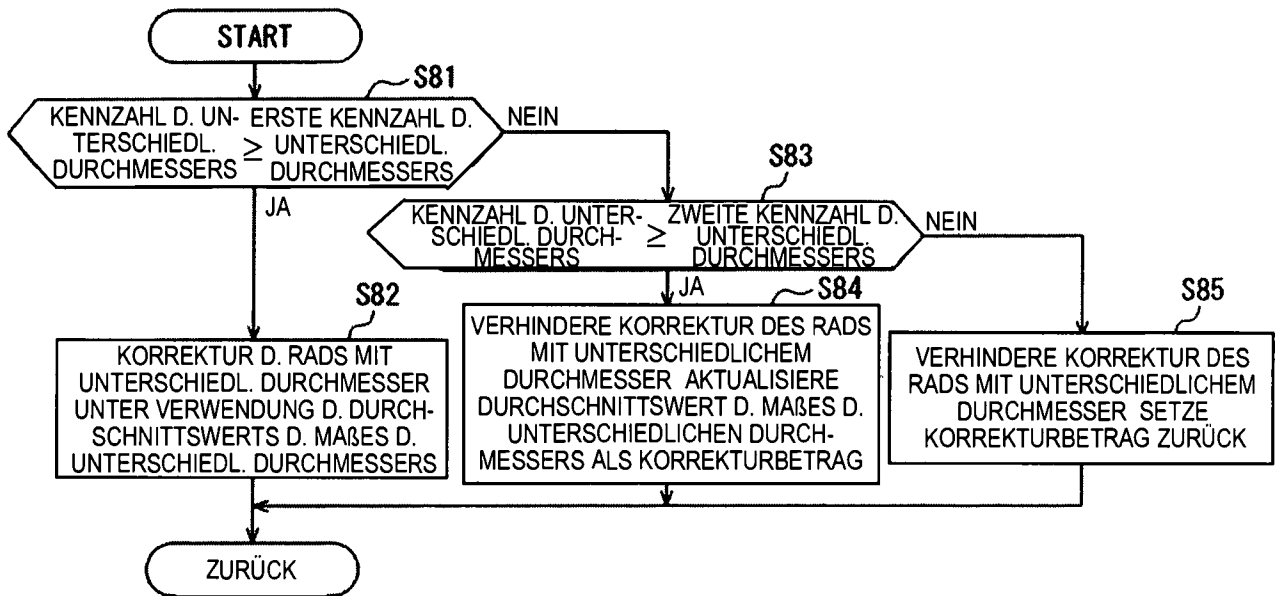 START
S81
KENNZAHL D. UN-
TERSCHIEDL.
DURCHMESSERS
≥
ERSTE KENNZAHL D.
UNTERSCHIEDL.
DURCHMESSERS
NEIN
JA
S83
KENNZAHL D. UNTER-
SCHIEDL. DURCH-
MESSERS
≥
ZWEITE KENNZAHL D.
UNTERSCHIEDL.
DURCHMESSERS
NEIN
JA
S82
KORREKTUR D. RADS MIT
UNTERSCHIEDL. DURCHMESSER
UNTER VERWENDUNG D. DURCH-
SCHNITTSWERTS D. MAßES D.
UNTERSCHIEDL. DURCHMESSERS
S84
VERHINDERE KORREKTUR DES RADS
MIT UNTERSCHIEDLICHEM
DURCHMESSER AKTUALISIERE
DURCHSCHNITTSWERT D. MAßES D.
UNTERSCHIEDLICHEN DURCH-
MESSERS ALS KORREKTURBETRAG
S85
VERHINDERE KORREKTUR DES
RADS MIT UNTERSCHIEDLICHEM
DURCHMESSER SETZE
KORREKTURBETRAG ZURÜCK
ZURÜCK